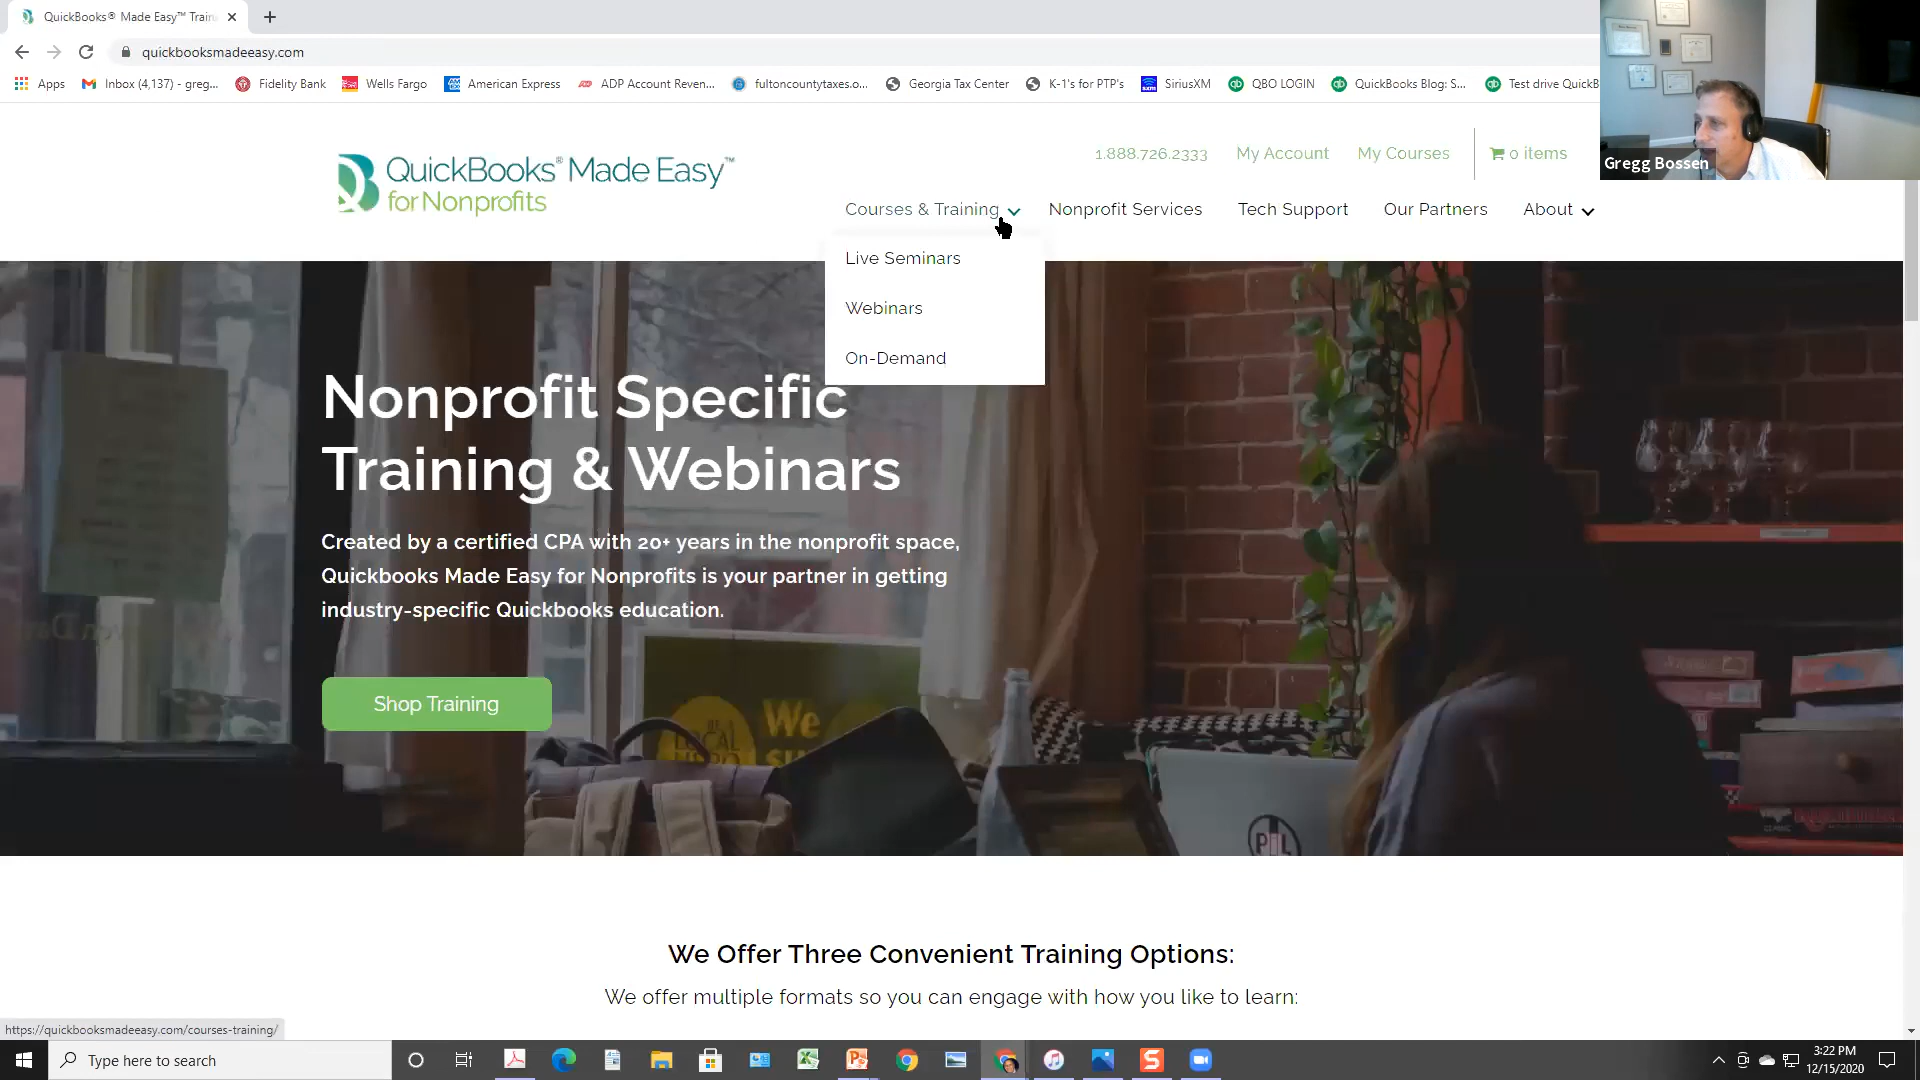 QuickBooks® Made Easy™ Train
quickbooksmadeeasy.com
Apps
Inbox (4,137) - greg...
Fidelity Bank
Wells Fargo
American Express
ADP Account Reven...
fultoncountytaxes.o...
Georgia Tax Center
K-1's for PTP's
SiriusXM
QBO LOGIN
QuickBooks Blog: S...
Test drive QuickB
Gregg Bossen
QuickBooks® Made Easy™
for Nonprofits
1.888.726.2333
My Account
My Courses
0 items
Courses & Training
Nonprofit Services
Tech Support
Our Partners
About
Live Seminars
Webinars
On-Demand
Nonprofit Specific
Training & Webinars
Created by a certified CPA with 20+ years in the nonprofit space,
Quickbooks Made Easy for Nonprofits is your partner in getting
industry-specific Quickbooks education.
Shop Training
We
LOCAL
PiL
We Offer Three Convenient Training Options:
We offer multiple formats so you can engage with how you like to learn:
https://quickbooksmadeeasy.com/courses-training/
Type here to search
3:22 PM
12/15/2020